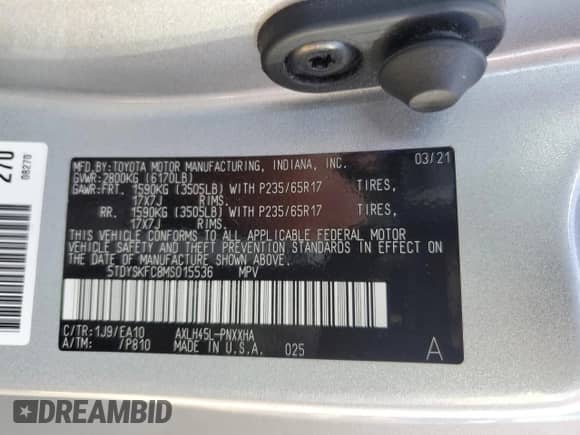 270
08270
MFD.BY:TOYOTA MOTOR MANUFACTURING, INDIANA, INC. 03/21
GVWR:2800KG (6170LB)
GAWR:FRT. 1590KG (3505LB) WITH P235/65R17 TIRES,
17X7J RIMS.
RR. 1590KG (3505LB) WITH P235/65R17 TIRES,
17X7J RIMS.
THIS VEHICLE CONFORMS TO ALL APPLICABLE FEDERAL MOTOR
VEHICLE SAFETY AND THEFT PREVENTION STANDARDS IN EFFECT ON
THE DATE OF MANUFACTURE SHOWN ABOVE.
5TDYSKFC8MS015536 MPV
C/TR:1J9/EA10 AXLH45L-PNXXHA
A/TM: /P810 MADE IN U.S.A. 025 A
DREAMBID